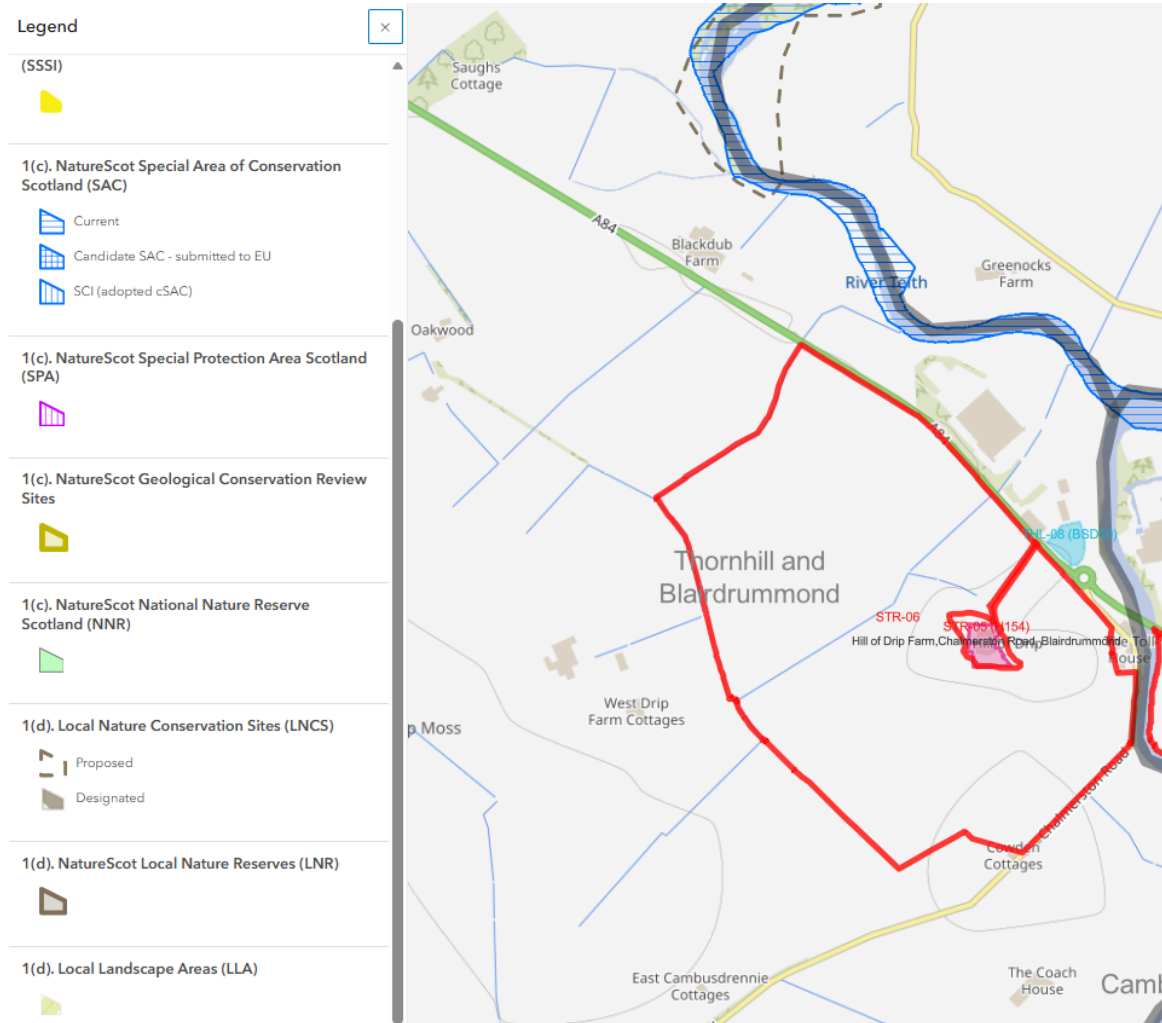 Legend
(SSSI)
1(c). NatureScot Special Area of Conservation
Scotland (SAC)
Current
Candidate SAC - submitted to EU
SCI (adopted cSAC)
1(c). NatureScot Special Protection Area Scotland
(SPA)
1(c). NatureScot Geological Conservation Review
Sites
1(c). NatureScot National Nature Reserve
Scotland (NNR)
1(d). Local Nature Conservation Sites (LNCS)
Proposed
Designated
1(d). NatureScot Local Nature Reserves (LNR)
1(d). Local Landscape Areas (LLA)
Saughs
Cottage
A84
Blackdub
Farm
River Teith
Greenocks
Farm
Oakwood
A84
Thornhill and
Blairdrummond
STR-06
STR-05 (H154)
Hill of Drip Farm,Chalmerston Road, Blairdrummond
Drip
House
West Drip
Farm Cottages
p Moss
Chalmerston Road
Cowden
Cottages
East Cambusdrennie
Cottages
The Coach
House
Camb